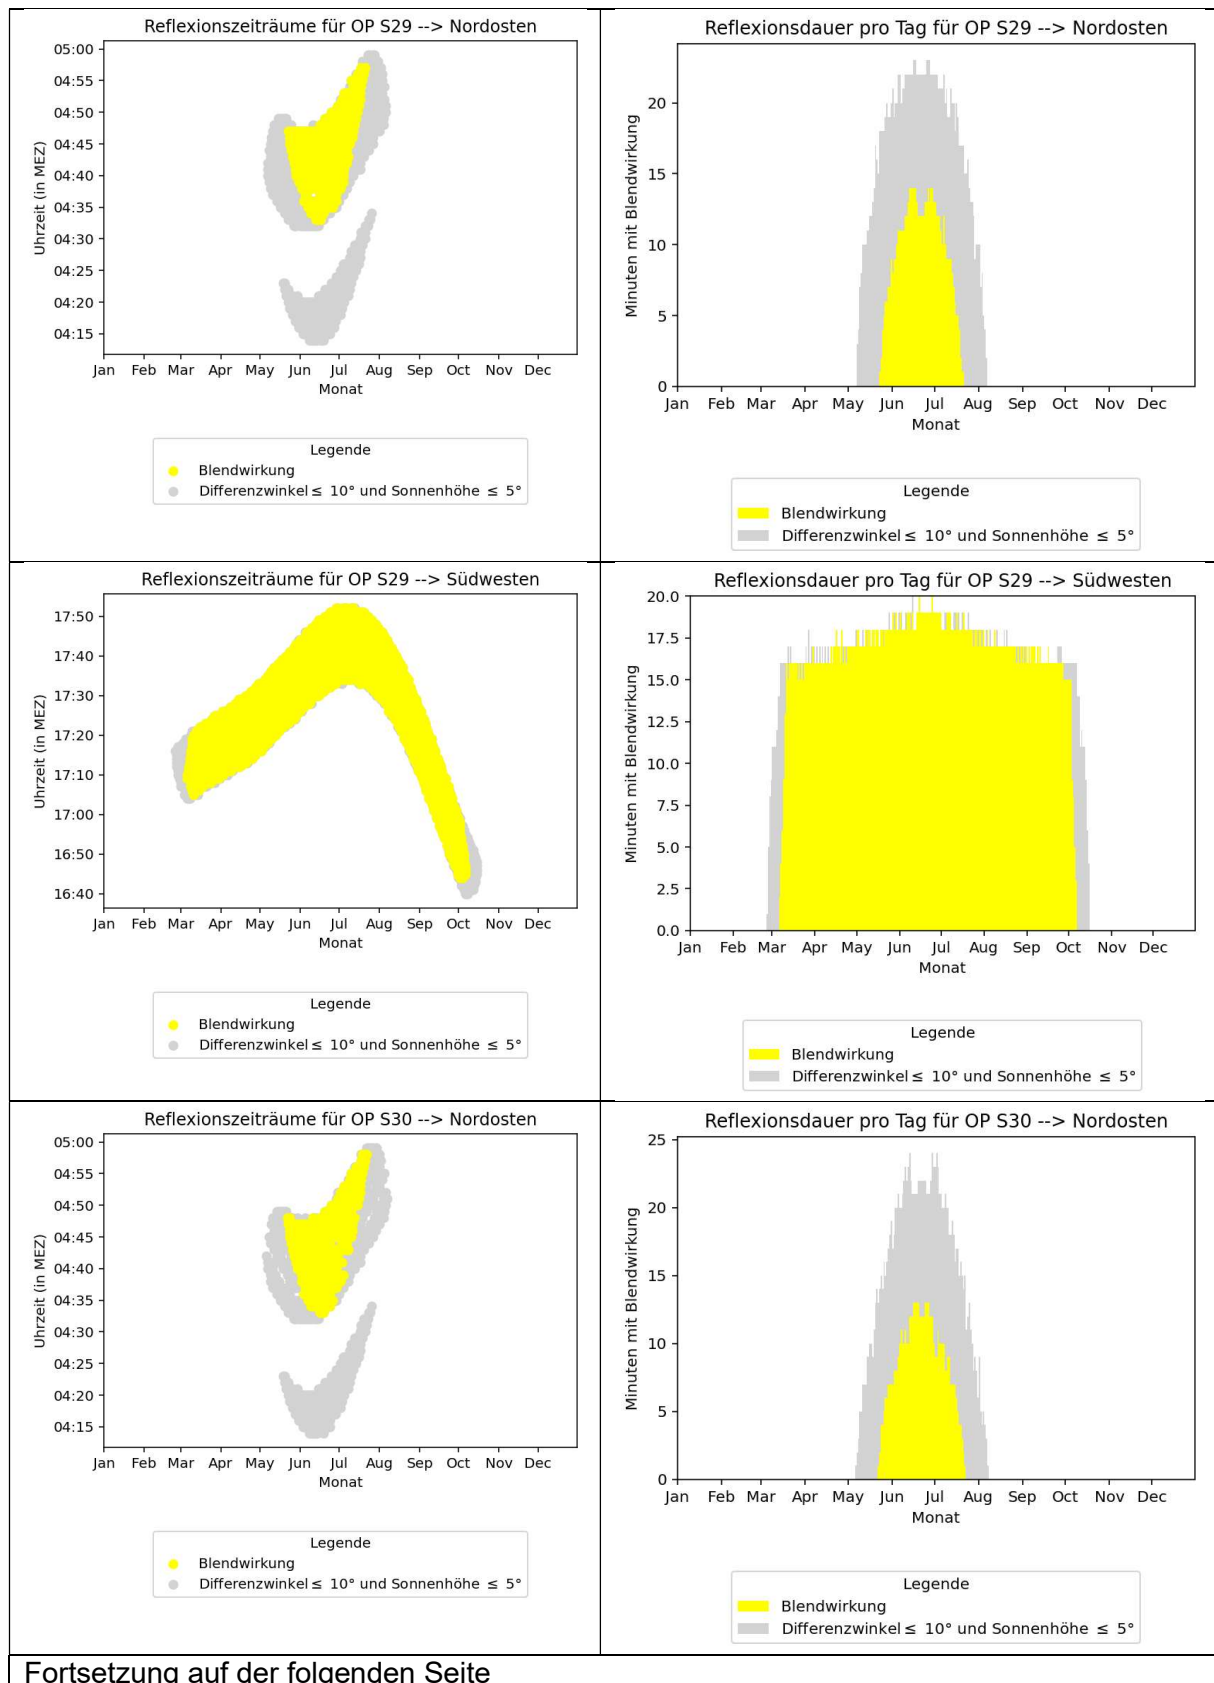 Reflexionszeiträume für OP S29 --> Nordosten
Uhrzeit (in MEZ)
05:00
04:55
04:50
04:45
04:40
04:35
04:30
04:25
04:20
04:15
Jan Feb Mar Apr May Jun Jul Aug Sep Oct Nov Dec
Monat
Legende
Blendwirkung
Differenzwinkel ≤ 10° und Sonnenhöhe ≤ 5°
Reflexionsdauer pro Tag für OP S29 --> Nordosten
Minuten mit Blendwirkung
20
15
10
5
0
Jan Feb Mar Apr May Jun Jul Aug Sep Oct Nov Dec
Monat
Legende
Blendwirkung
Differenzwinkel ≤ 10° und Sonnenhöhe ≤ 5°
Reflexionszeiträume für OP S29 --> Südwesten
Uhrzeit (in MEZ)
17:50
17:40
17:30
17:20
17:10
17:00
16:50
16:40
Jan Feb Mar Apr May Jun Jul Aug Sep Oct Nov Dec
Monat
Legende
Blendwirkung
Differenzwinkel ≤ 10° und Sonnenhöhe ≤ 5°
Reflexionsdauer pro Tag für OP S29 --> Südwesten
Minuten mit Blendwirkung
20.0
17.5
15.0
12.5
10.0
7.5
5.0
2.5
0.0
Jan Feb Mar Apr May Jun Jul Aug Sep Oct Nov Dec
Monat
Legende
Blendwirkung
Differenzwinkel ≤ 10° und Sonnenhöhe ≤ 5°
Reflexionszeiträume für OP S30 --> Nordosten
Uhrzeit (in MEZ)
05:00
04:55
04:50
04:45
04:40
04:35
04:30
04:25
04:20
04:15
Jan Feb Mar Apr May Jun Jul Aug Sep Oct Nov Dec
Monat
Legende
Blendwirkung
Differenzwinkel ≤ 10° und Sonnenhöhe ≤ 5°
Reflexionsdauer pro Tag für OP S30 --> Nordosten
Minuten mit Blendwirkung
25
20
15
10
5
0
Jan Feb Mar Apr May Jun Jul Aug Sep Oct Nov Dec
Monat
Legende
Blendwirkung
Differenzwinkel ≤ 10° und Sonnenhöhe ≤ 5°
Fortsetzung auf der folgenden Seite